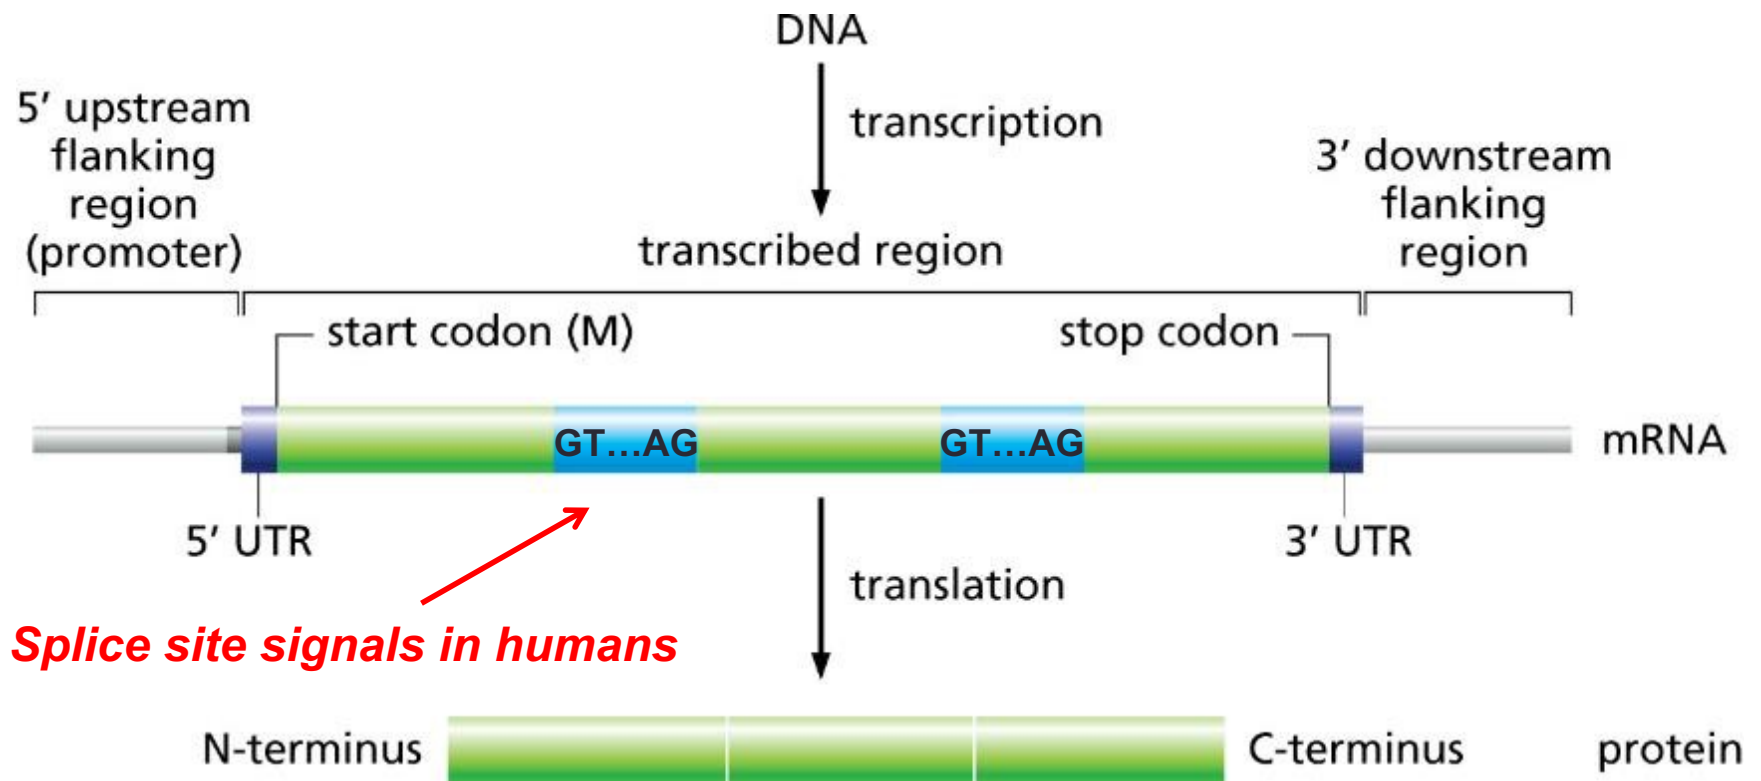 DNA
5′ upstream
flanking
region
(promoter)
transcription
3′ downstream
flanking
region
transcribed region
start codon (M)
stop codon
GT...AG
GT...AG
mRNA
5′ UTR
3′ UTR
translation
Splice site signals in humans
N-terminus
C-terminus
protein